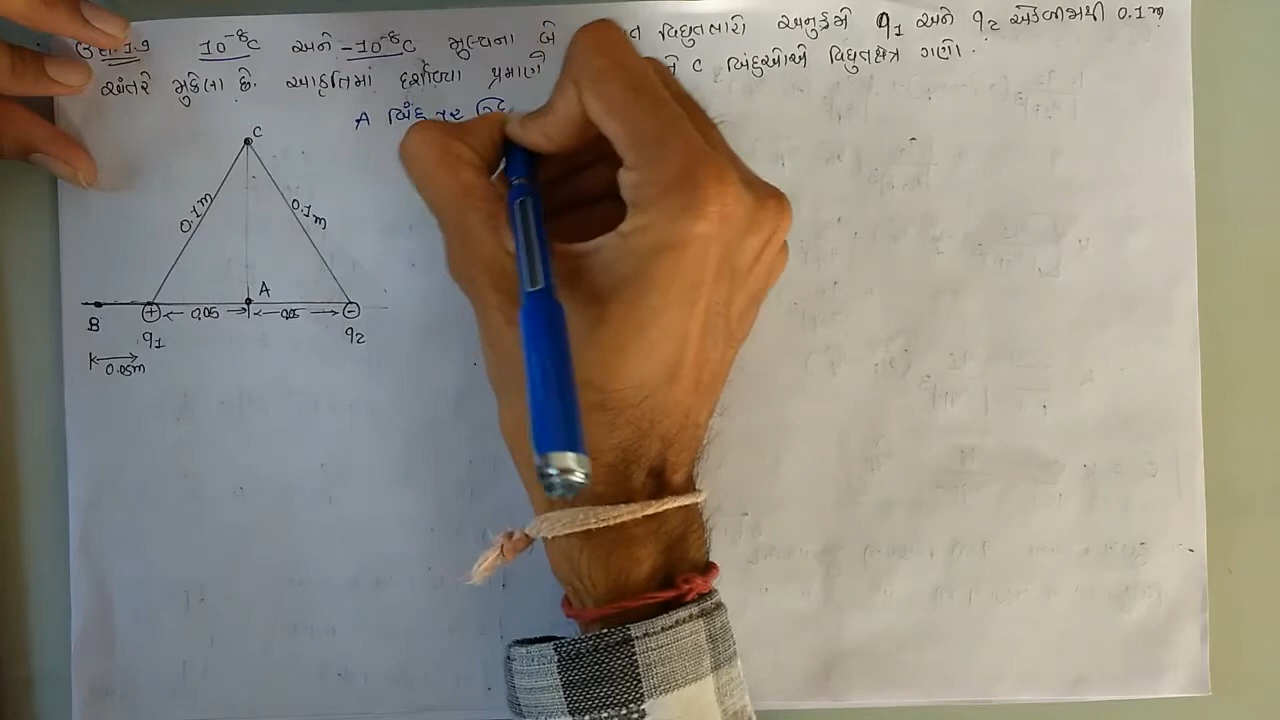 ઉદા.1.9 10⁻⁸C અને -10⁻⁸C મુલ્યના બે ત વિદ્યુતભારો અનુક્રમે q₁ અને q₂ એકબીજાથી 0.1m
અંતરે મુકેલા છે. આકૃતિમાં દર્શાવ્યા પ્રમાણે ને C બિંદુઓએ વિદ્યુતક્ષેત્ર ગણો.
A બિંદુ પર
C
0.1m 0.1m
A
B + 0.05 0.05 -
q₁ q₂
0.05m